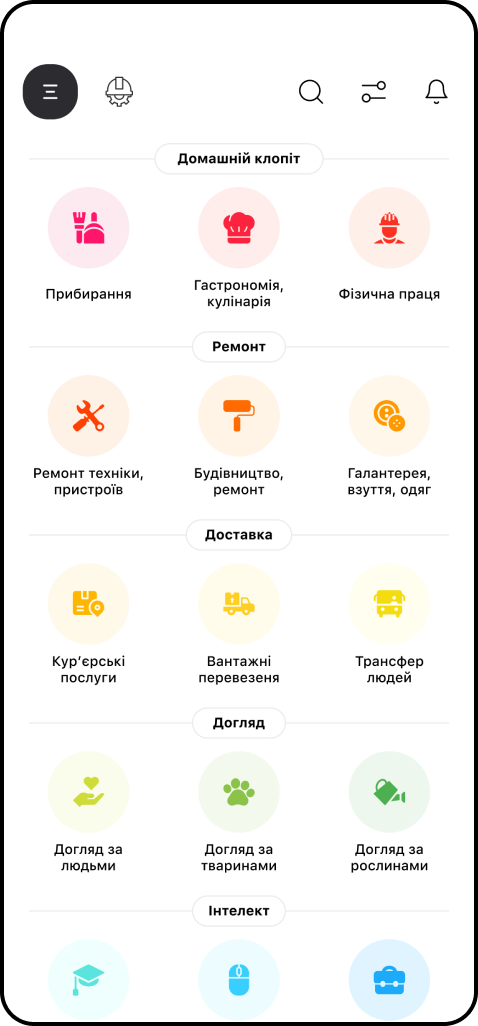 Домашній клопіт
Прибирання
Гастрономія,
кулінарія
Фізична праця
Ремонт
Ремонт техніки,
пристроїв
Будівництво,
ремонт
Галантерея,
взуття, одяг
Доставка
Кур’єрські
послуги
Вантажні
перевезеня
Трансфер
людей
Догляд
Догляд за
людьми
Догляд за
тваринами
Догляд за
рослинами
Інтелект